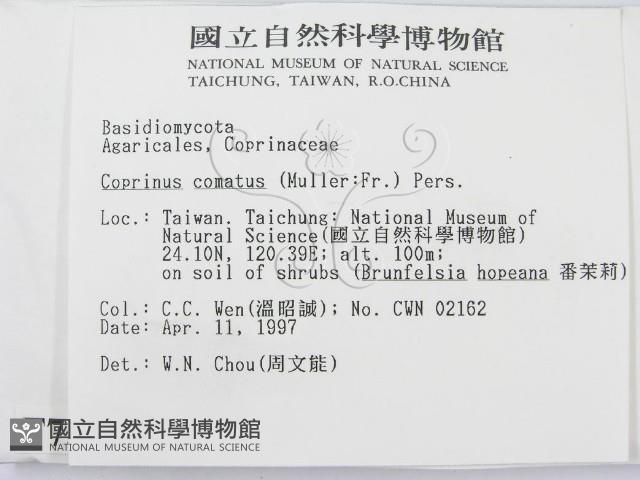 國立自然科學博物館
NATIONAL MUSEUM OF NATURAL SCIENCE
TAICHUNG, TAIWAN, R.O.CHINA
Basidiomycota
Agaricales, Coprinaceae
Coprinus comatus (Muller:Fr.) Pers.
Loc.: Taiwan. Taichung: National Museum of
Natural Science(國立自然科學博物館)
24.10N, 120.39E; alt. 100m;
on soil of shrubs (Brunfelsia hopeana 番茉莉)
Col.: C.C. Wen(溫昭誠); No. CWN 02162
Date: Apr. 11, 1997
Det.: W.N. Chou(周文能)
國立自然科學博物館
NATIONAL MUSEUM OF NATURAL SCIENCE